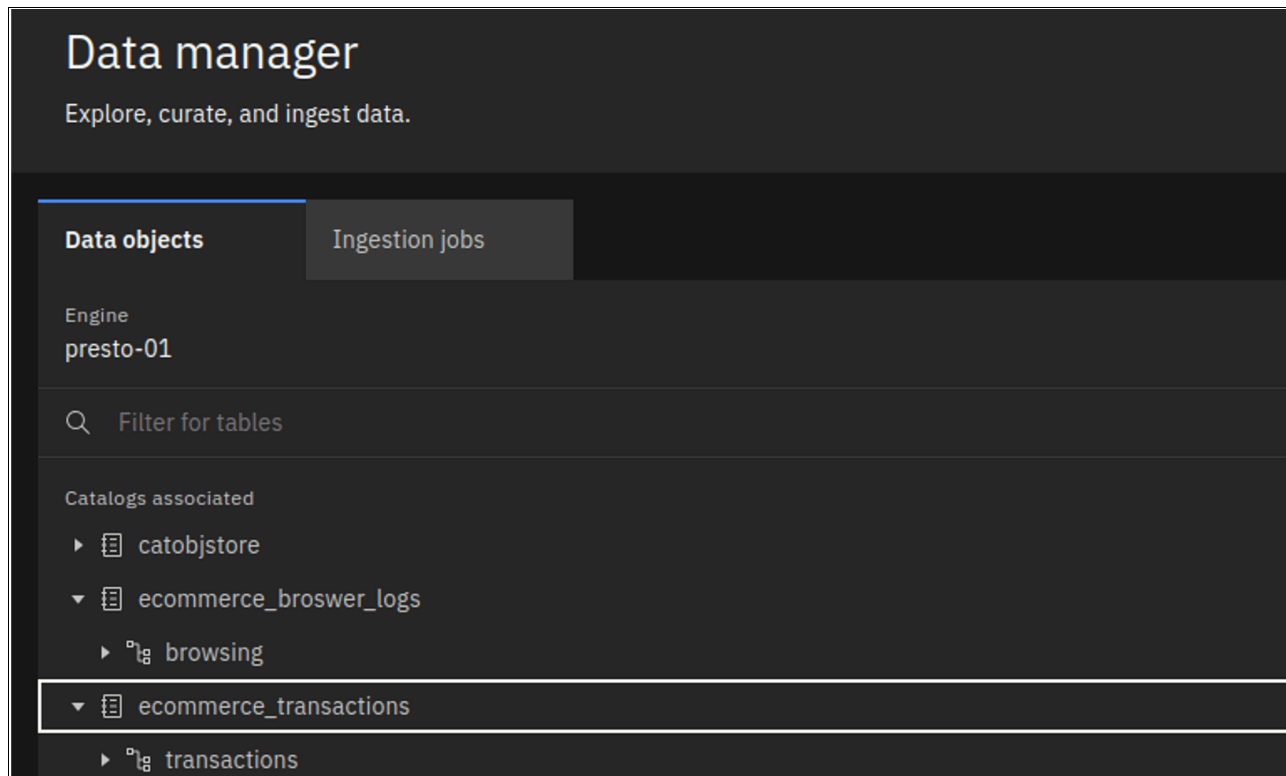 Data manager
Explore, curate, and ingest data.
Data objects
Ingestion jobs
Engine
presto-01
Filter for tables
Catalogs associated
catobjstore
ecommerce_broswer_logs
browsing
ecommerce_transactions
transactions